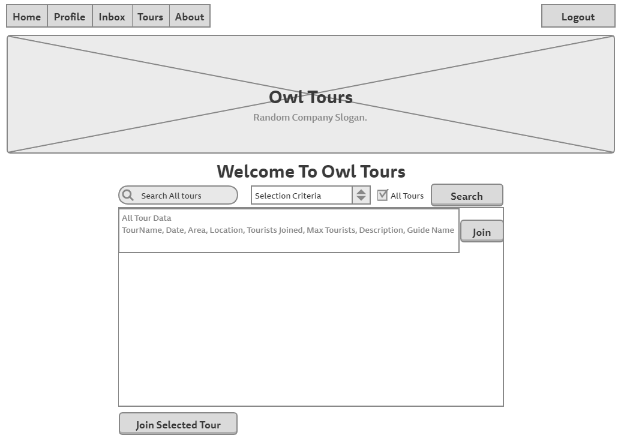 Home Profile Inbox Tours About Logout
Owl Tours
Random Company Slogan.
Welcome To Owl Tours
Search All tours Selection Criteria All Tours Search
All Tour Data
TourName, Date, Area, Location, Tourists Joined, Max Tourists, Description, Guide Name
Join
Join Selected Tour